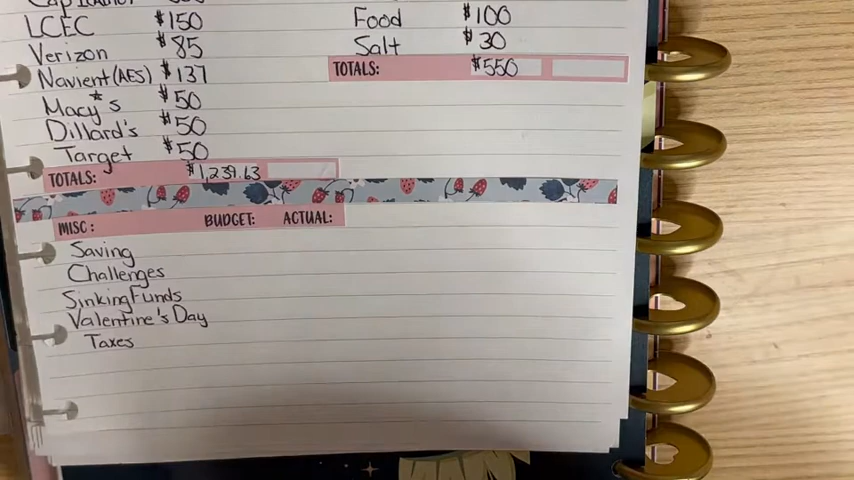 LCEC $150
Verizon $85
Navient (AES) $137
Macy*s $50
Dillard's $50
Target $50
TOTALS: $1,239.63
Food $100
Salt $30
TOTALS: $550
MISC: BUDGET: ACTUAL:
Saving
Challenges
Sinking Funds
Valentine's Day
Taxes